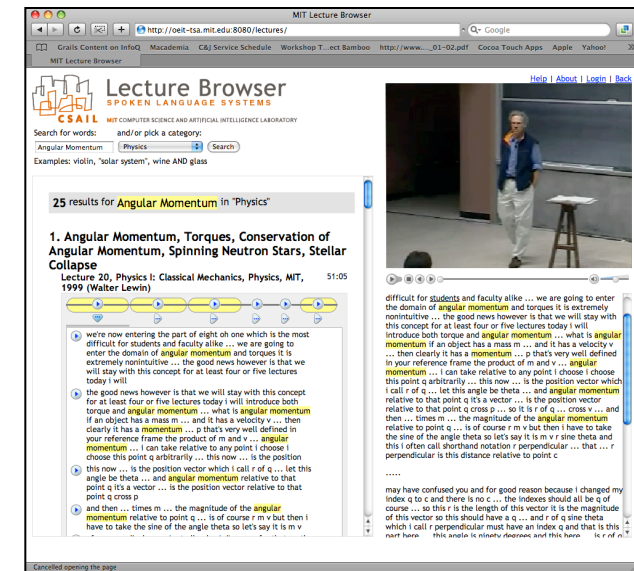 MIT Lecture Browser
http://oeit-tsa.mit.edu:8080/lectures/
Google
Grails Content on InfoQ Macademia C&J Service Schedule Workshop T...ect Bamboo http://www...._01-02.pdf Cocoa Touch Apps Apple Yahoo!
MIT Lecture Browser
Help | About | Login | Back
Lecture Browser
SPOKEN LANGUAGE SYSTEMS
CSAIL MIT COMPUTER SCIENCE AND ARTIFICIAL INTELLIGENCE LABORATORY
Search for words: and/or pick a category:
Angular Momentum Physics Search
Examples: violin, "solar system", wine AND glass
25 results for Angular Momentum in "Physics"
1. Angular Momentum, Torques, Conservation of
Angular Momentum, Spinning Neutron Stars, Stellar
Collapse
Lecture 20, Physics I: Classical Mechanics, Physics, MIT, 51:05
1999 (Walter Lewin)
we're now entering the part of eight oh one which is the most
difficult for students and faculty alike ... we are going to
enter the domain of angular momentum and torques it is
extremely nonintuitive ... the good news however is that we
will stay with this concept for at least four or five lectures
today i will
the good news however is that we will stay with this concept
for at least four or five lectures today i will introduce both
torque and angular momentum ... what is angular momentum
if an object has a mass m ... and it has a velocity v ... then
clearly it has a momentum ... p that's very well defined in
your reference frame the product of m and v ... angular
momentum ... i can take relative to any point i choose i
choose this point q arbitrarily ... this now ... is the position
this now ... is the position vector which i call r of q ... let this
angle be theta ... and angular momentum relative to that
point q it's a vector ... is the position vector relative to that
point q cross p
and then ... times m ... the magnitude of the angular
momentum relative to point q ... is of course r m v but then i
have to take the sine of the angle theta so let's say it is m v r
difficult for students and faculty alike ... we are going to enter
the domain of angular momentum and torques it is extremely
nonintuitive ... the good news however is that we will stay with
this concept for at least four or five lectures today i will
introduce both torque and angular momentum ... what is angular
momentum if an object has a mass m ... and it has a velocity v
... then clearly it has a momentum ... p that's very well defined
in your reference frame the product of m and v ... angular
momentum ... i can take relative to any point i choose i choose
this point q arbitrarily ... this now ... is the position vector which
i call r of q ... let this angle be theta ... and angular momentum
relative to that point q it's a vector ... is the position vector
relative to that point q cross p ... so it is r of q ... cross v ... and
then ... times m ... the magnitude of the angular momentum
relative to point q ... is of course r m v but then i have to take
the sine of the angle theta so let's say it is m v r sine theta and
this i often call shorthand notation r perpendicular ... that ... r
perpendicular is this distance relative to point c
.....
may have confused you and for good reason because i changed my
index q to c and there is no c ... the indexes should all be q of
course ... so this r is the length of this vector it is the magnitude
of this vector so this should have a q ... and r of q sine theta
which i call r perpendicular must have an index q and that is this
part here ... this angle is ninety degrees and this here ... is r of q
Cancelled opening the page